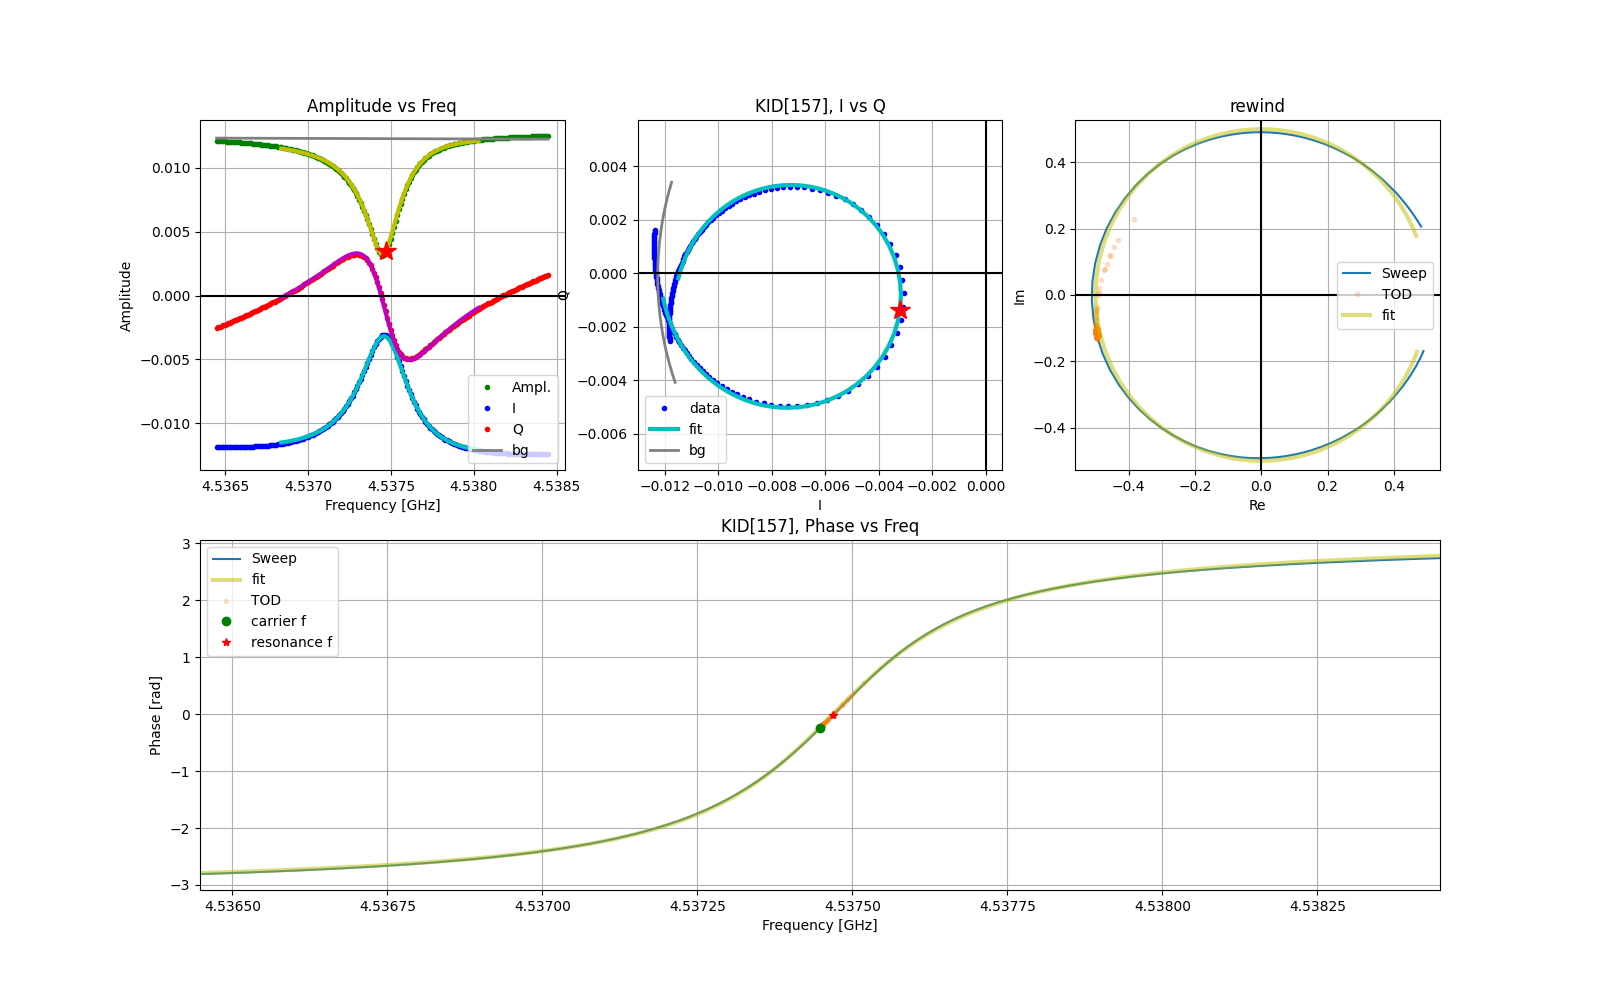 Amplitude vs Freq
Amplitude
0.010
0.005
0.000
−0.005
−0.010
4.5365 4.5370 4.5375 4.5380 4.5385
Frequency [GHz]
Ampl.
I
Q
bg
KID[157], I vs Q
Q
0.004
0.002
0.000
−0.002
−0.004
−0.006
−0.012 −0.010 −0.008 −0.006 −0.004 −0.002 0.000
I
data
fit
bg
rewind
Im
0.4
0.2
0.0
−0.2
−0.4
−0.4 −0.2 0.0 0.2 0.4
Re
Sweep
TOD
fit
KID[157], Phase vs Freq
Phase [rad]
3
2
1
0
−1
−2
−3
4.53650 4.53675 4.53700 4.53725 4.53750 4.53775 4.53800 4.53825
Frequency [GHz]
Sweep
fit
TOD
carrier f
resonance f